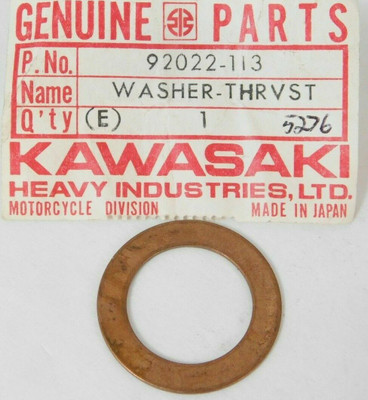 GENUINE PARTS
P.No. 92022-113
Name WASHER-THRVST
Q'ty (E) 1 5276
KAWASAKI
HEAVY INDUSTRIES, LTD.
MOTORCYCLE DIVISION MADE IN JAPAN